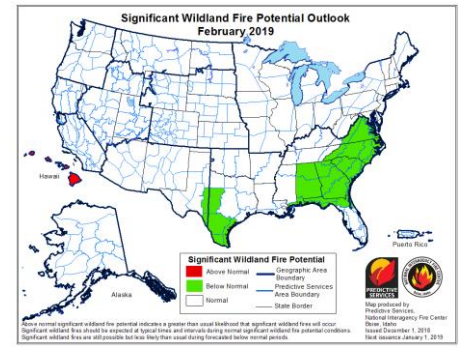 Significant Wildland Fire Potential Outlook
February 2019
Hawaii
Alaska
Puerto Rico
Significant Wildland Fire Potential
Above Normal
Below Normal
Normal
Geographic Area
Boundary
Predictive Services
Area Boundary
State Border
PREDICTIVE
SERVICES
Map produced by
Predictive Services,
National Interagency Fire Center
Boise, Idaho
Issued December 1, 2018
Next issuance January 1, 2019
Above normal significant wildland fire potential indicates a greater than usual likelihood that significant wildland fires will occur.
Significant wildland fires should be expected at typical times and intervals during normal significant wildland fire potential conditions.
Significant wildland fires are still possible but less likely than usual during forecasted below normal periods.